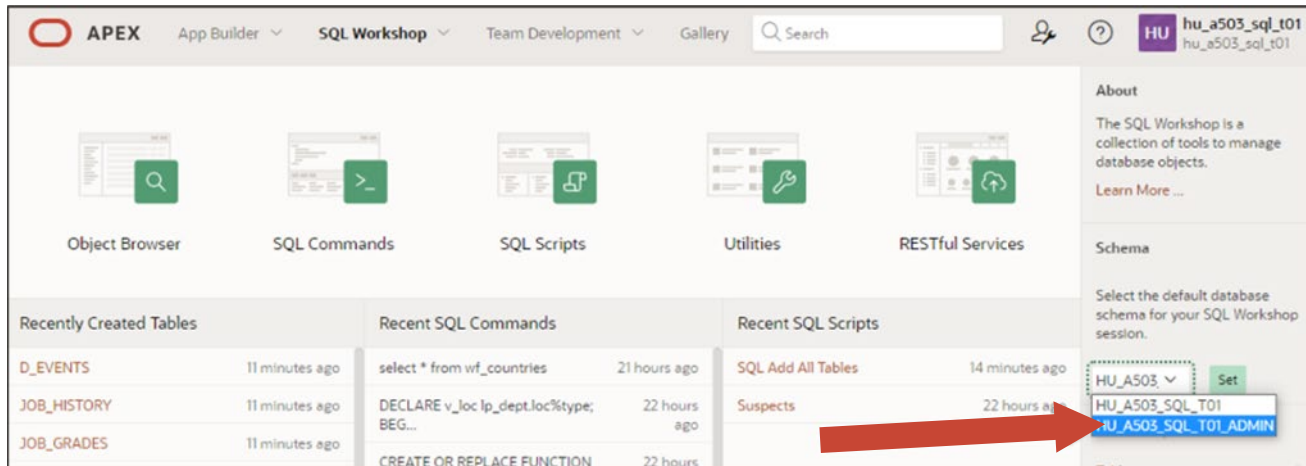 APEX App Builder SQL Workshop Team Development Gallery Search HU hu_a503_sql_t01
hu_a503_sql_t01
Object Browser SQL Commands SQL Scripts Utilities RESTful Services
About
The SQL Workshop is a
collection of tools to manage
database objects.
Learn More ...
Schema
Select the default database
schema for your SQL Workshop
session.
HU_A503_ Set
HU_A503_SQL_T01
HU_A503_SQL_T01_ADMIN
Recently Created Tables
D_EVENTS 11 minutes ago
JOB_HISTORY 11 minutes ago
JOB_GRADES 11 minutes ago
Recent SQL Commands
select * from wf_countries 21 hours ago
DECLARE v_loc lp_dept.loc%type; 22 hours
BEG... ago
CREATE OR REPLACE FUNCTION 22 hours
Recent SQL Scripts
SQL Add All Tables 14 minutes ago
Suspects 22 hours ago